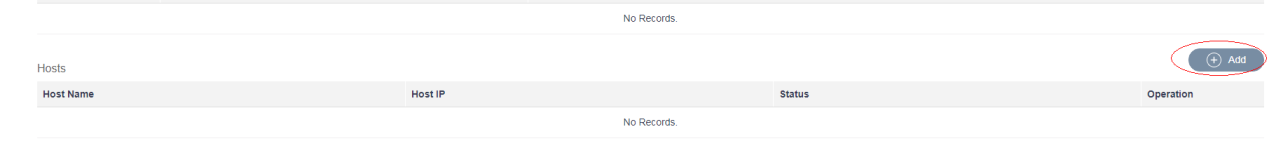 No Records.
Add
Hosts
Host Name Host IP Status Operation
No Records.